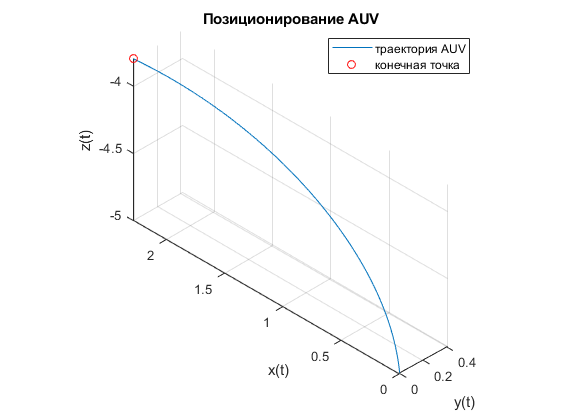 Позиционирование AUV
траектория AUV
конечная точка
z(t)
-4
-4.5
-5
2
1.5
1
0.5
0
x(t)
0
0.2
0.4
y(t)